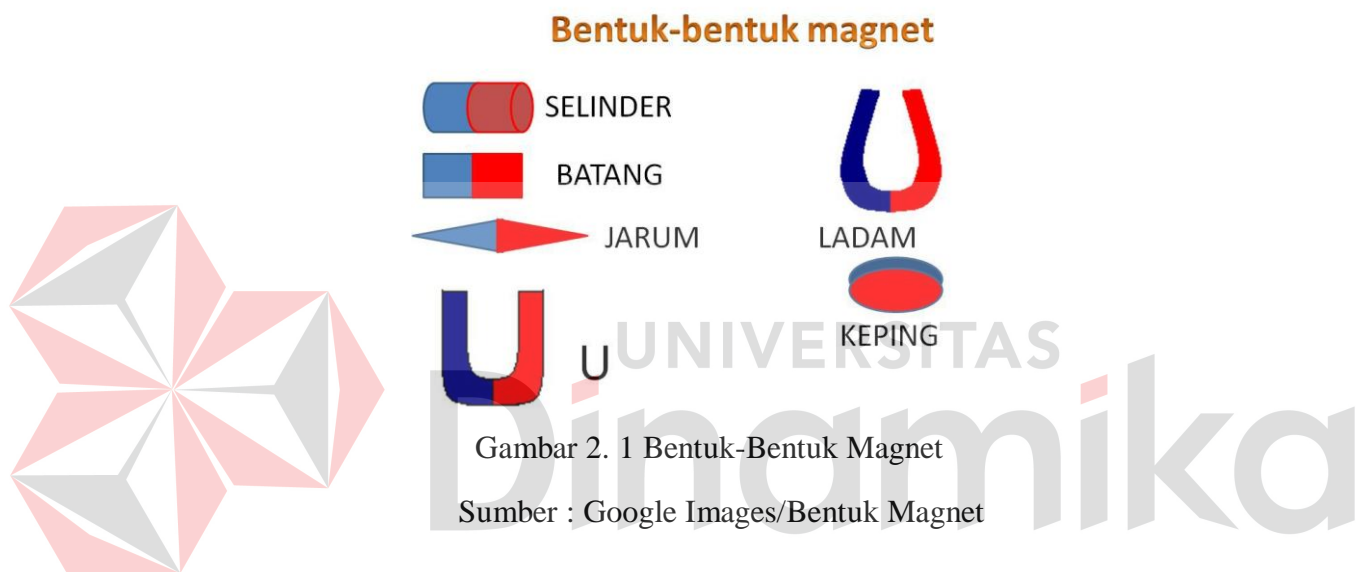 Bentuk-bentuk magnet
SELINDER
BATANG
JARUM
LADAM
KEPING
U
UNIVERSITAS
Dinamika
Gambar 2. 1 Bentuk-Bentuk Magnet
Sumber : Google Images/Bentuk Magnet